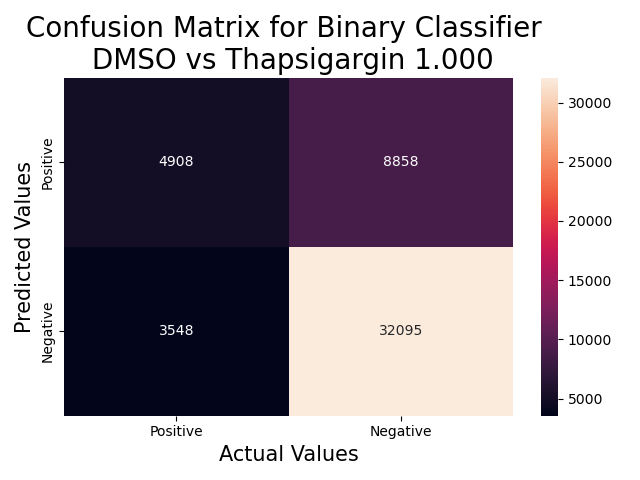 Confusion Matrix for Binary Classifier
DMSO vs Thapsigargin 1.000
Predicted Values
Positive
Negative
4908
8858
3548
32095
Positive
Negative
Actual Values
30000
25000
20000
15000
10000
5000